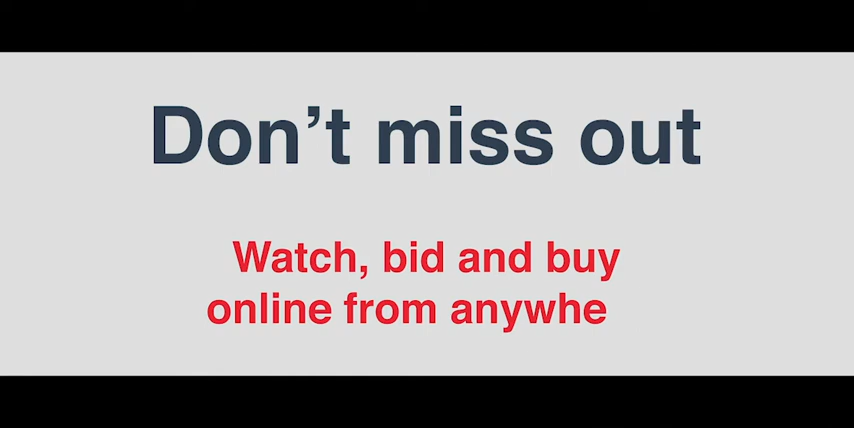 Don’t miss out
Watch, bid and buy
online from anywhe